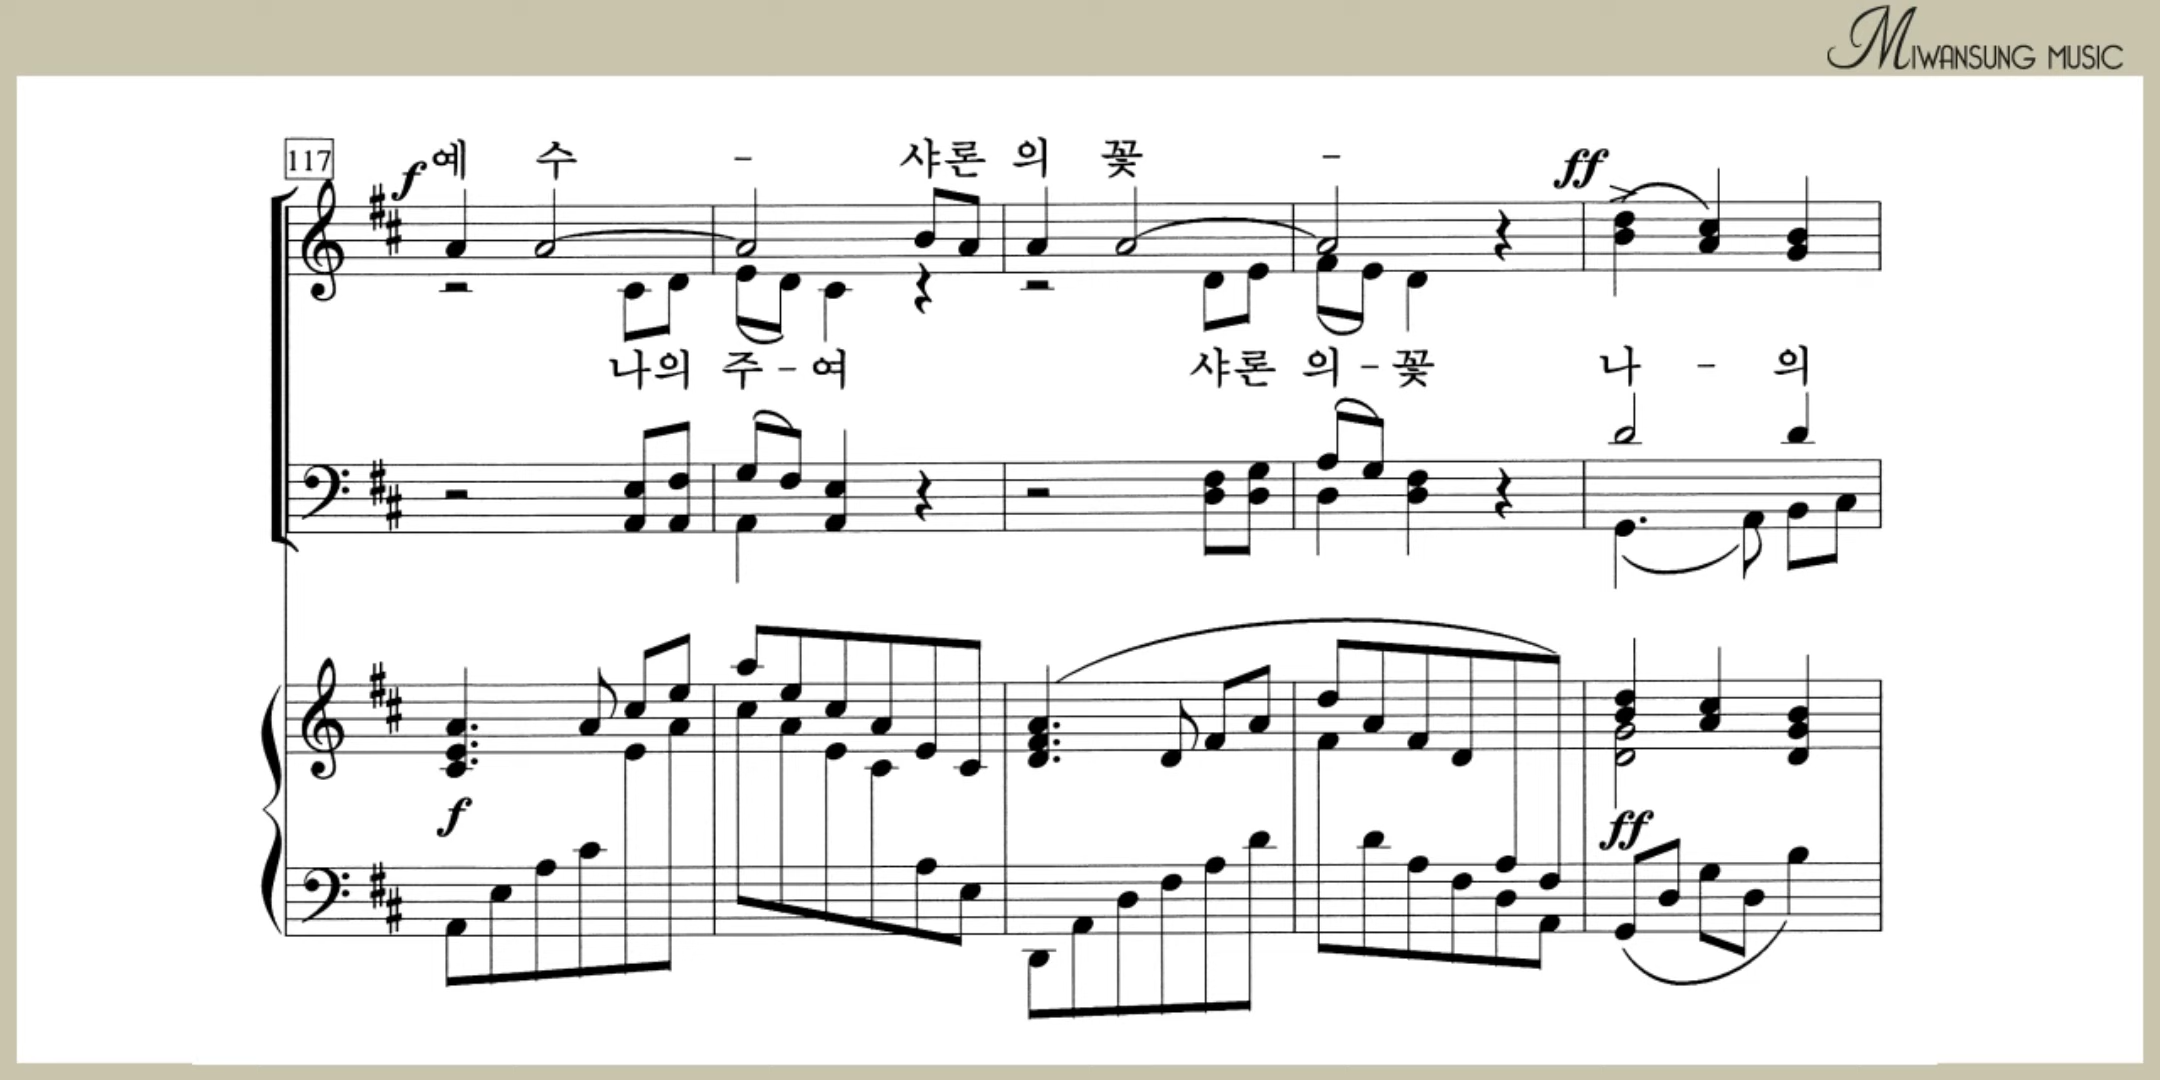 MIWANSUNG MUSIC
117
f 예 수 - 샤론 의 꽃 - ff
나의 주 - 여 샤론 의 - 꽃 나 - 의
f ff